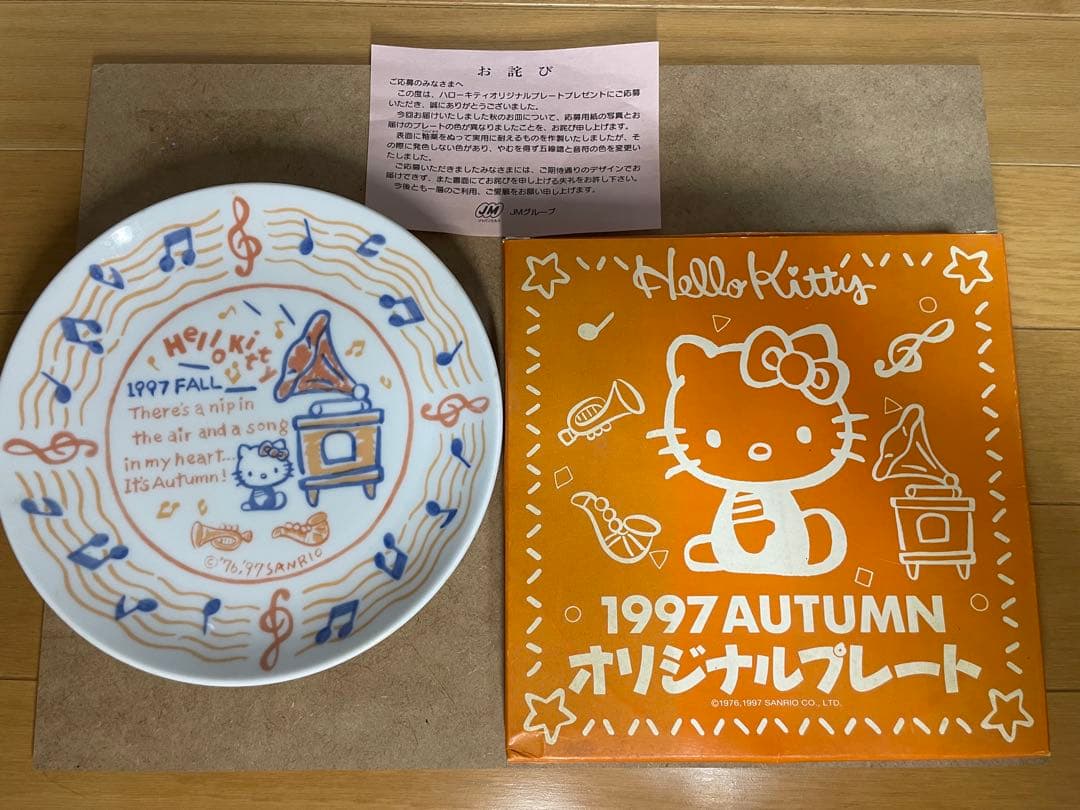 お詫び
ご応募のみなさまへ
この度は、ハローキティオリジナルプレートプレゼントにご応募
いただき、誠にありがとうございました。
今回お届けいたしました秋のお皿について、応募用紙の写真とお
届けのプレートの色が異なりましたことを、お詫び申し上げます。
表面に釉薬をぬって実用に耐えるものを作製いたしましたが、そ
の際に発色しない色があり、やむを得ず五線譜と音符の色を変更い
たしました。
ご応募いただきましたみなさまには、ご期待通りのデザインでお
届けできず、また書面にてお詫びを申し上げる失礼をお許し下さい。
今後とも一層のご利用、ご愛顧をお願い申し上げます。
JM JMグループ
Hello Kitty
1997 FALL
There's a nip in
the air and a song
in my heart...
It's Autumn!
©'76,'97 SANRIO
Hello Kitty
1997 AUTUMN
オリジナルプレート
©1976,1997 SANRIO CO., LTD.